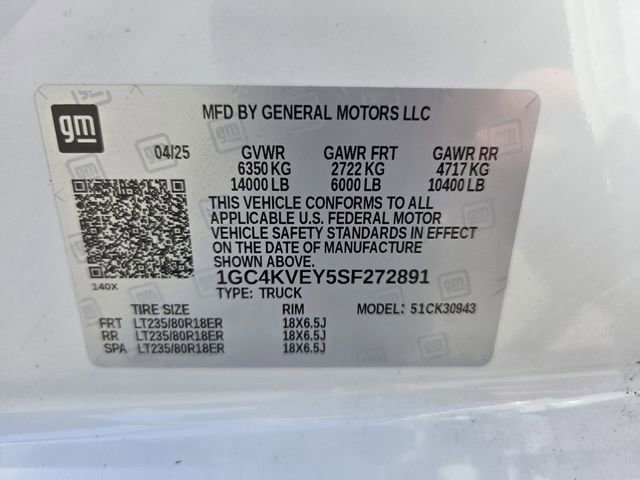 gm
MFD BY GENERAL MOTORS LLC
04/25 GVWR GAWR FRT GAWR RR
6350 KG 2722 KG 4717 KG
14000 LB 6000 LB 10400 LB
THIS VEHICLE CONFORMS TO ALL
APPLICABLE U.S. FEDERAL MOTOR
VEHICLE SAFETY STANDARDS IN EFFECT
ON THE DATE OF MANUFACTURE
SHOWN ABOVE.
1GC4KVEY5SF272891
140X
TYPE: TRUCK
TIRE SIZE RIM MODEL: 51CK30943
FRT LT235/80R18ER 18X6.5J
RR LT235/80R18ER 18X6.5J
SPA LT235/80R18ER 18X6.5J